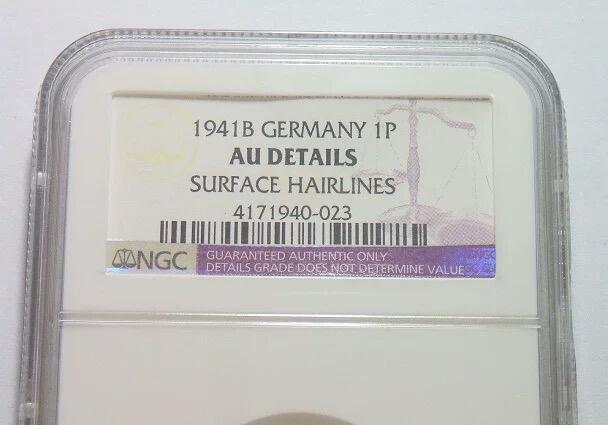 1941B GERMANY 1P
AU DETAILS
SURFACE HAIRLINES
4171940-023
NGC
GUARANTEED AUTHENTIC ONLY
DETAILS GRADE DOES NOT DETERMINE VALUE